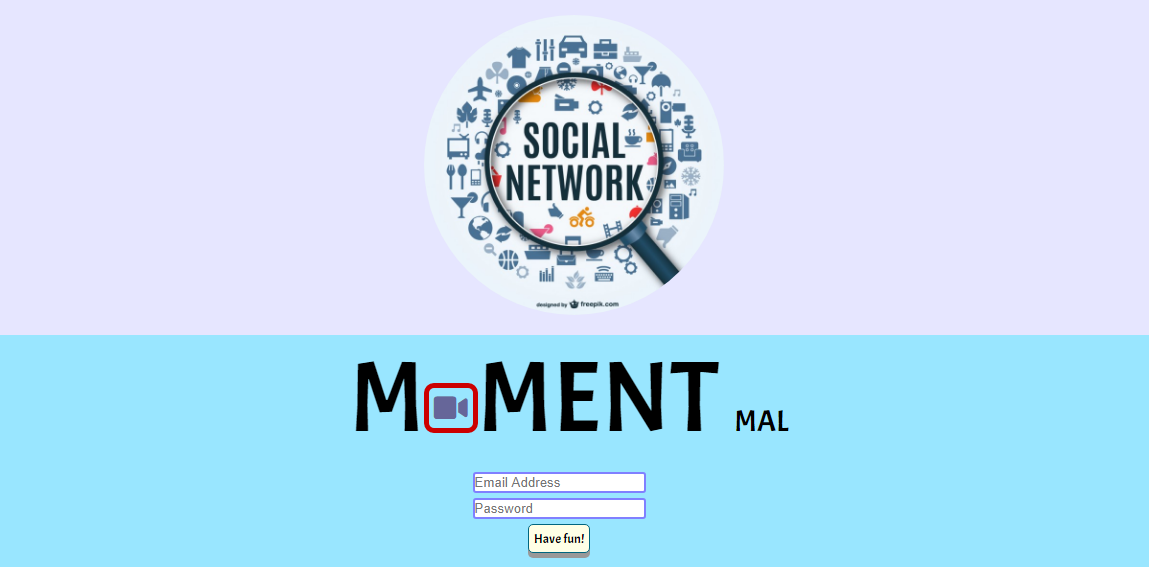 SOCIAL
NETWORK
designed by freepik.com
M MENT MAL
Email Address
Password
Have fun!